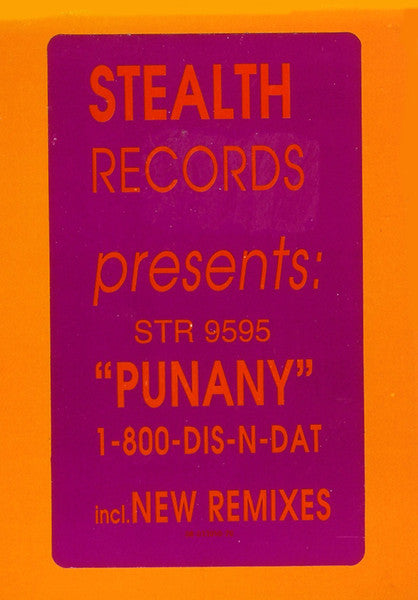 STEALTH
RECORDS
presents:
STR 9595
“PUNANY”
1-800-DIS-N-DAT
incl. NEW REMIXES